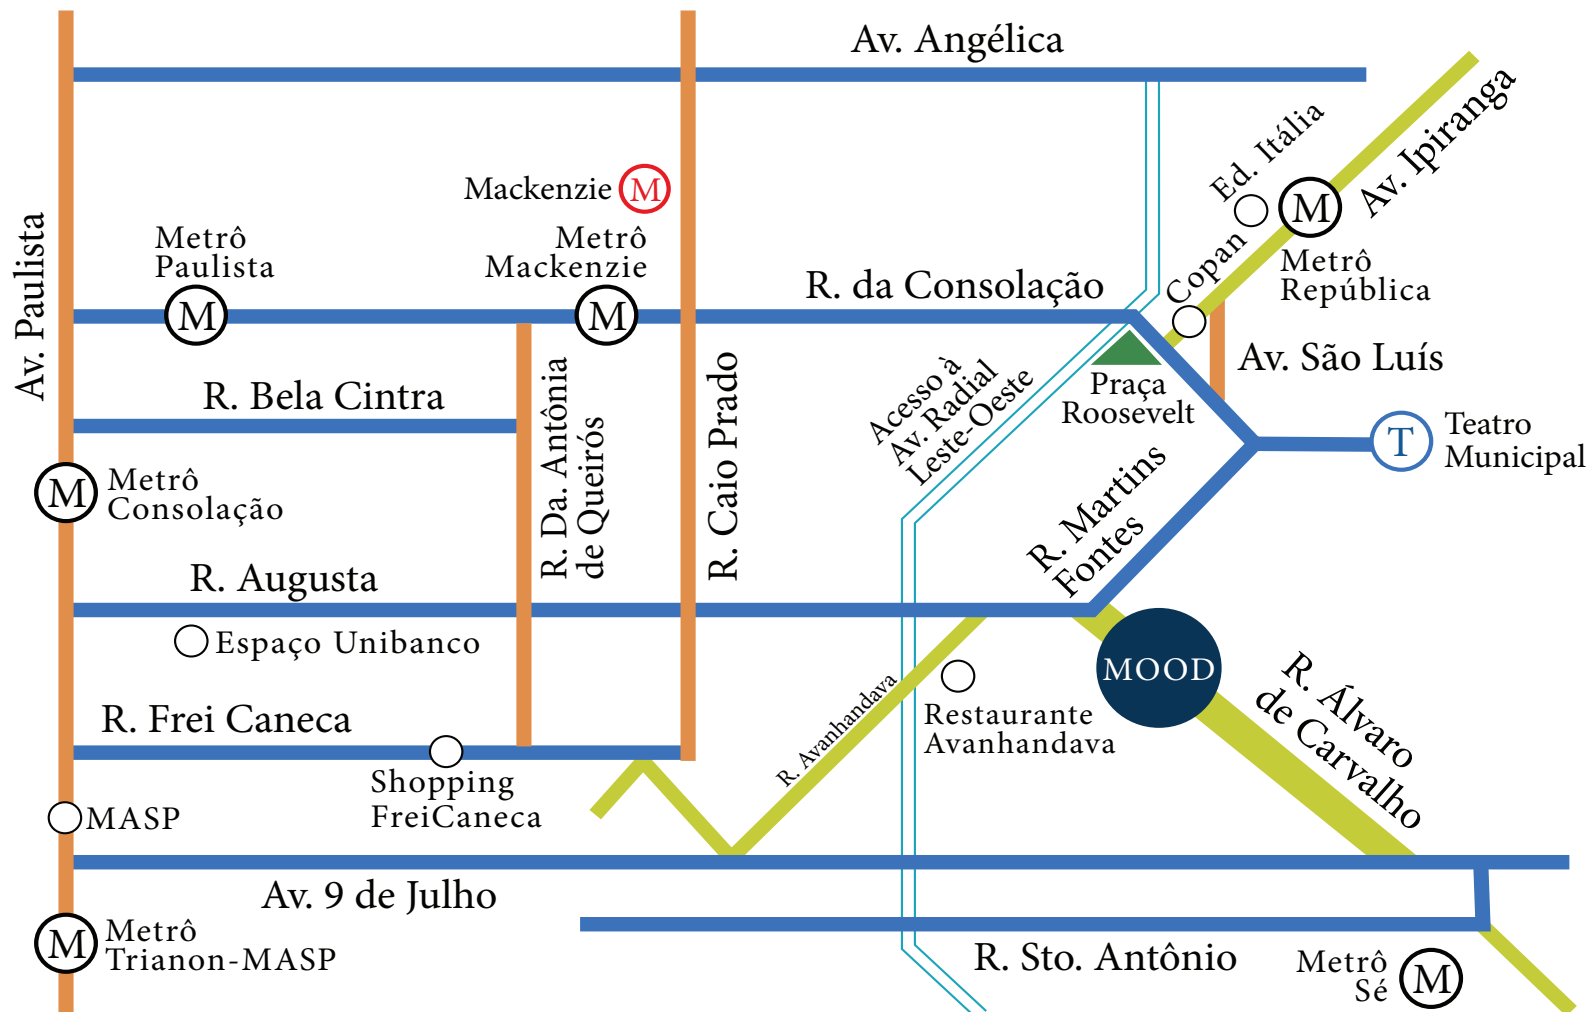 Av. Angélica
Av. Ipiranga
Ed. Itália
Mackenzie
M
Av. Paulista
Metrô
Paulista
M
Metrô
Mackenzie
M
R. da Consolação
Copan
M
Metrô
República
R. Bela Cintra
R. Da. Antônia
de Queirós
R. Caio Prado
Acesso à
Av. Radial
Leste-Oeste
Praça
Roosevelt
Av. São Luís
T
Teatro
Municipal
M
Metrô
Consolação
R. Martins
Fontes
R. Augusta
Espaço Unibanco
MOOD
R. Álvaro
de Carvalho
R. Avanhandava
Restaurante
Avanhandava
R. Frei Caneca
Shopping
FreiCaneca
MASP
Av. 9 de Julho
M
Metrô
Trianon-MASP
R. Sto. Antônio
Metrô
Sé
M